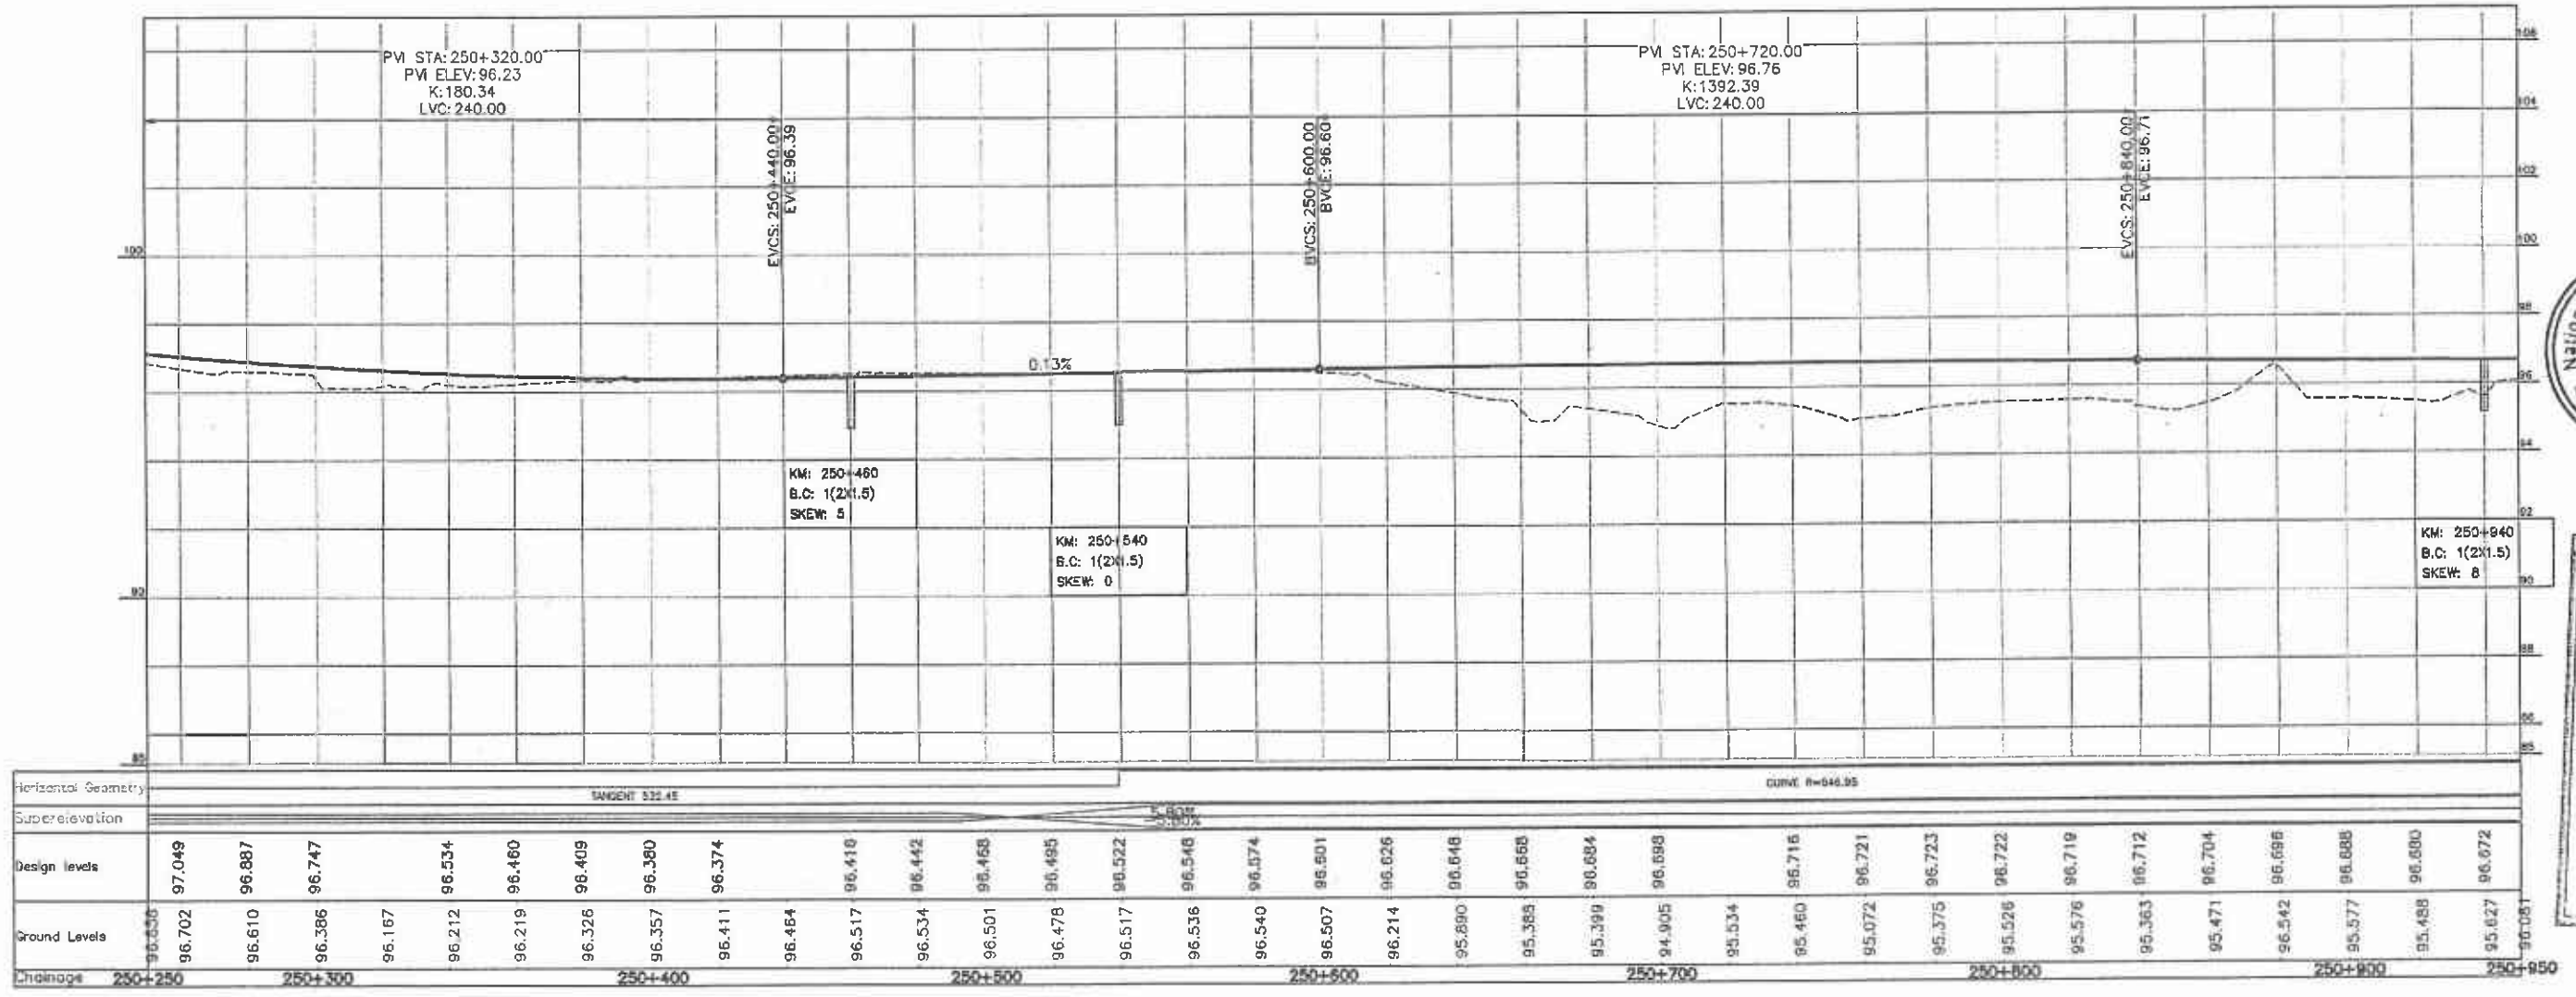 PVI STA: 250+320.00
PVI ELEV: 96.23
K: 180.34
LVC: 240.00
PVI STA: 250+720.00
PVI ELEV: 96.76
K: 1392.39
LVC: 240.00
EVCS: 250+440.00
EVCE: 96.39
BVCS: 250+600.00
BVCE: 96.60
EVCS: 250+840.00
EVCE: 96.71
106
104
102
100
100
98
96
94
92
90
90
88
86
85
85
0.13%
KM: 250+460
B.C: 1(2X1.5)
SKEW: 5
KM: 250+540
B.C: 1(2X1.5)
SKEW: 0
KM: 250+940
B.C: 1(2X1.5)
SKEW: 8
Horizontal Geometry
TANGENT 522.45
CURVE R=646.95
Superelevation
Design levels 97.049 96.887 96.747 96.534 96.460 96.409 96.380 96.374 96.418 96.442 96.468 96.495 96.522 96.548 96.574 96.601 96.626 96.648 96.668 96.684 96.698 96.716 96.721 96.723 96.722 96.719 96.712 96.704 96.696 96.688 96.680 96.672
Ground Levels 96.702 96.610 96.386 96.167 96.212 96.219 96.326 96.357 96.411 96.464 96.517 96.534 96.501 96.478 96.517 96.536 96.540 96.507 96.214 95.890 95.388 95.399 94.905 95.534 95.460 95.072 95.375 95.526 95.576 95.363 95.471 96.542 95.577 95.488 95.627 96.081
Chainage 250+250 250+300 250+400 250+500 250+600 250+700 250+800 250+900 250+950